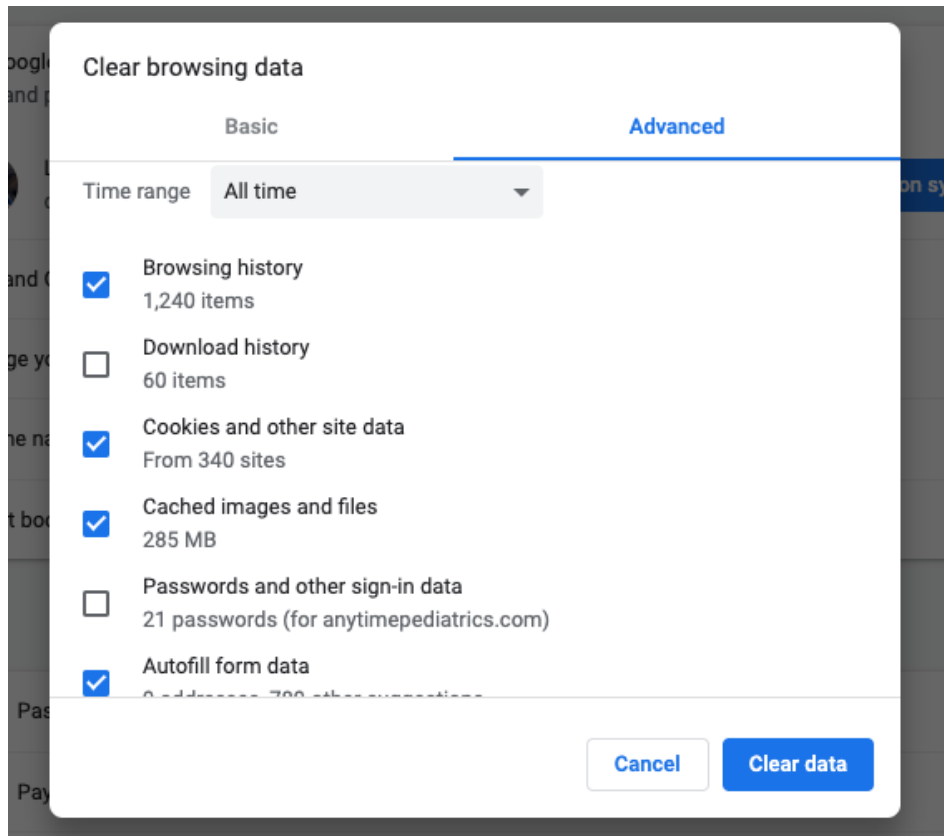 Clear browsing data
Basic Advanced
Time range All time
Browsing history
1,240 items
Download history
60 items
Cookies and other site data
From 340 sites
Cached images and files
285 MB
Passwords and other sign-in data
21 passwords (for anytimepediatrics.com)
Autofill form data
Cancel Clear data